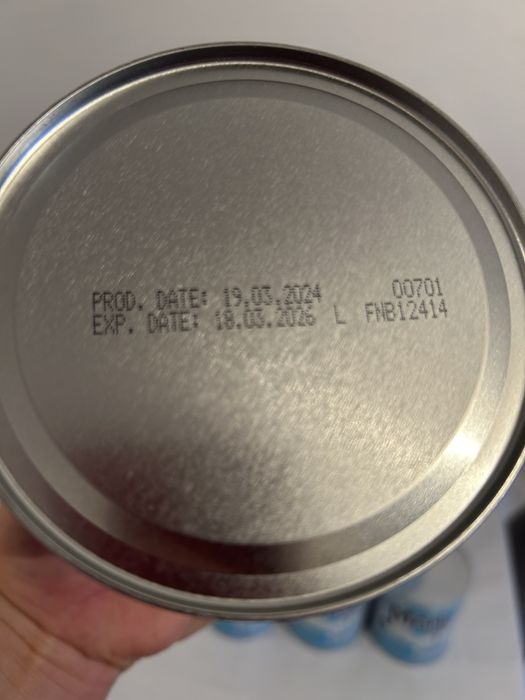 PROD. DATE: 19.03.2024 00701
EXP. DATE: 18.03.2026 L FNB12414